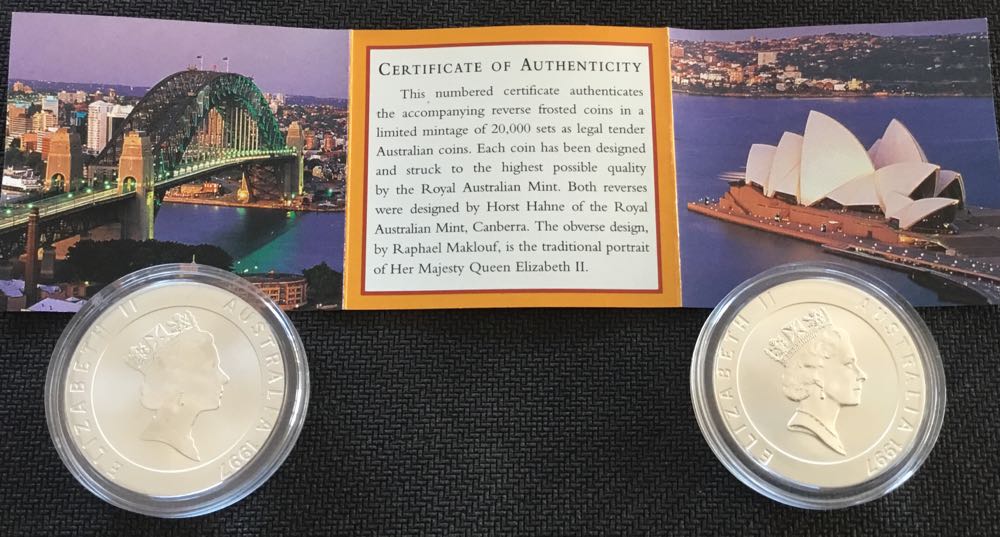 CERTIFICATE OF AUTHENTICITY
This numbered certificate authenticates
the accompanying reverse frosted coins in a
limited mintage of 20,000 sets as legal tender
Australian coins. Each coin has been designed
and struck to the highest possible quality
by the Royal Australian Mint. Both reverses
were designed by Horst Hahne of the Royal
Australian Mint, Canberra. The obverse design,
by Raphael Maklouf, is the traditional portrait
of Her Majesty Queen Elizabeth II.
ELIZABETH II AUSTRALIA 1997
ELIZABETH II AUSTRALIA 1997